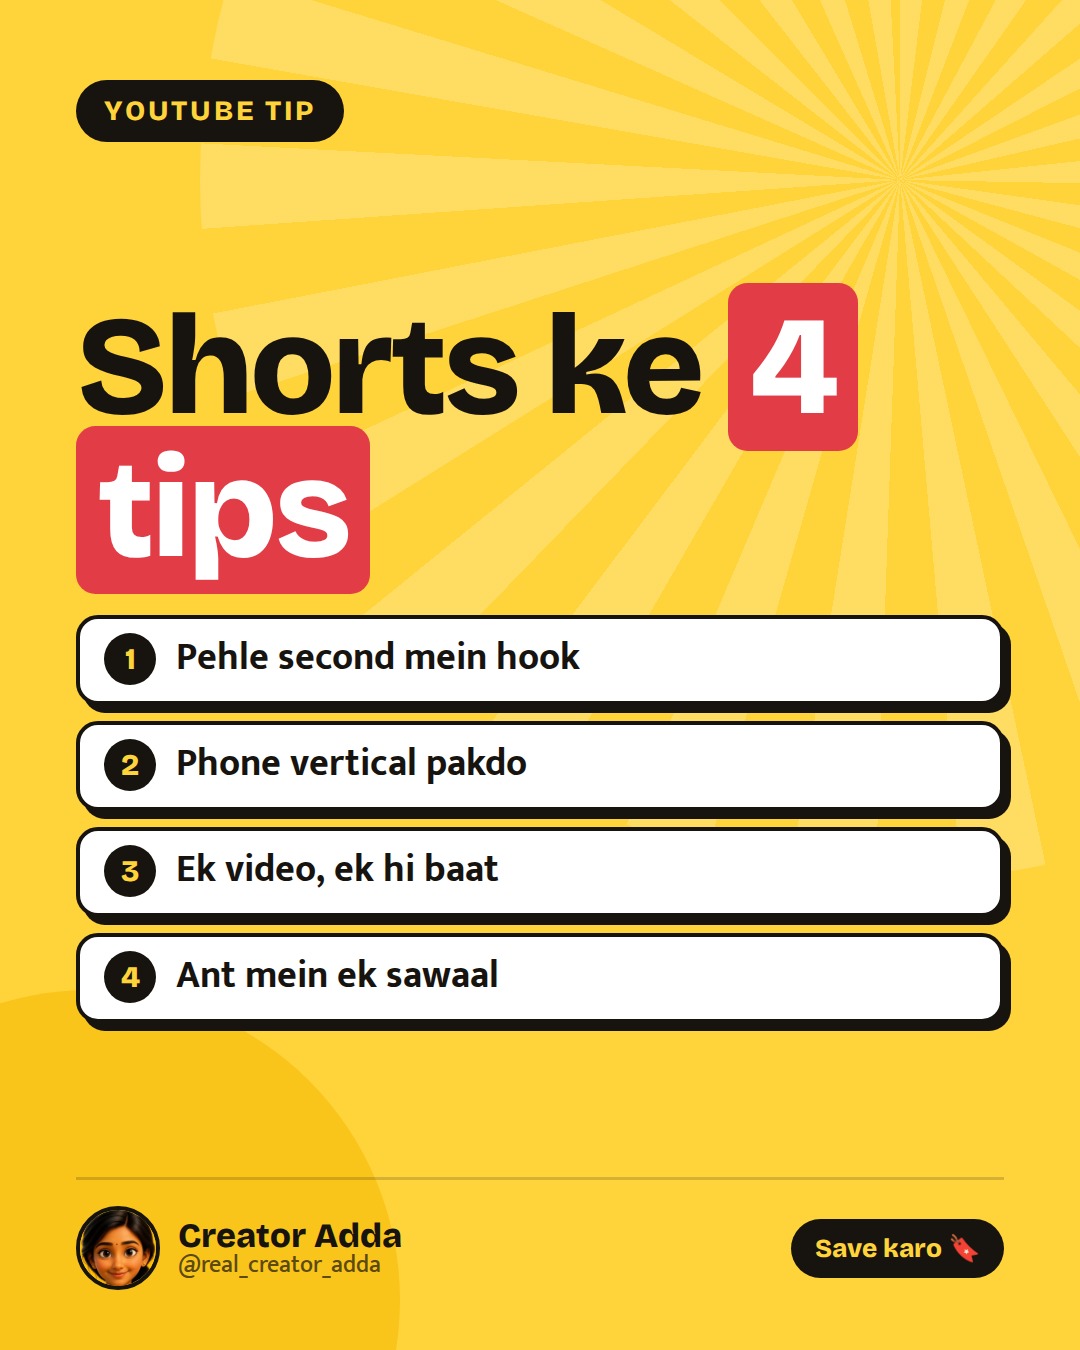 YOUTUBE TIP
Shorts ke 4
tips
1 Pehle second mein hook
2 Phone vertical pakdo
3 Ek video, ek hi baat
4 Ant mein ek sawaal
Creator Adda
@real_creator_adda
Save karo 🔖